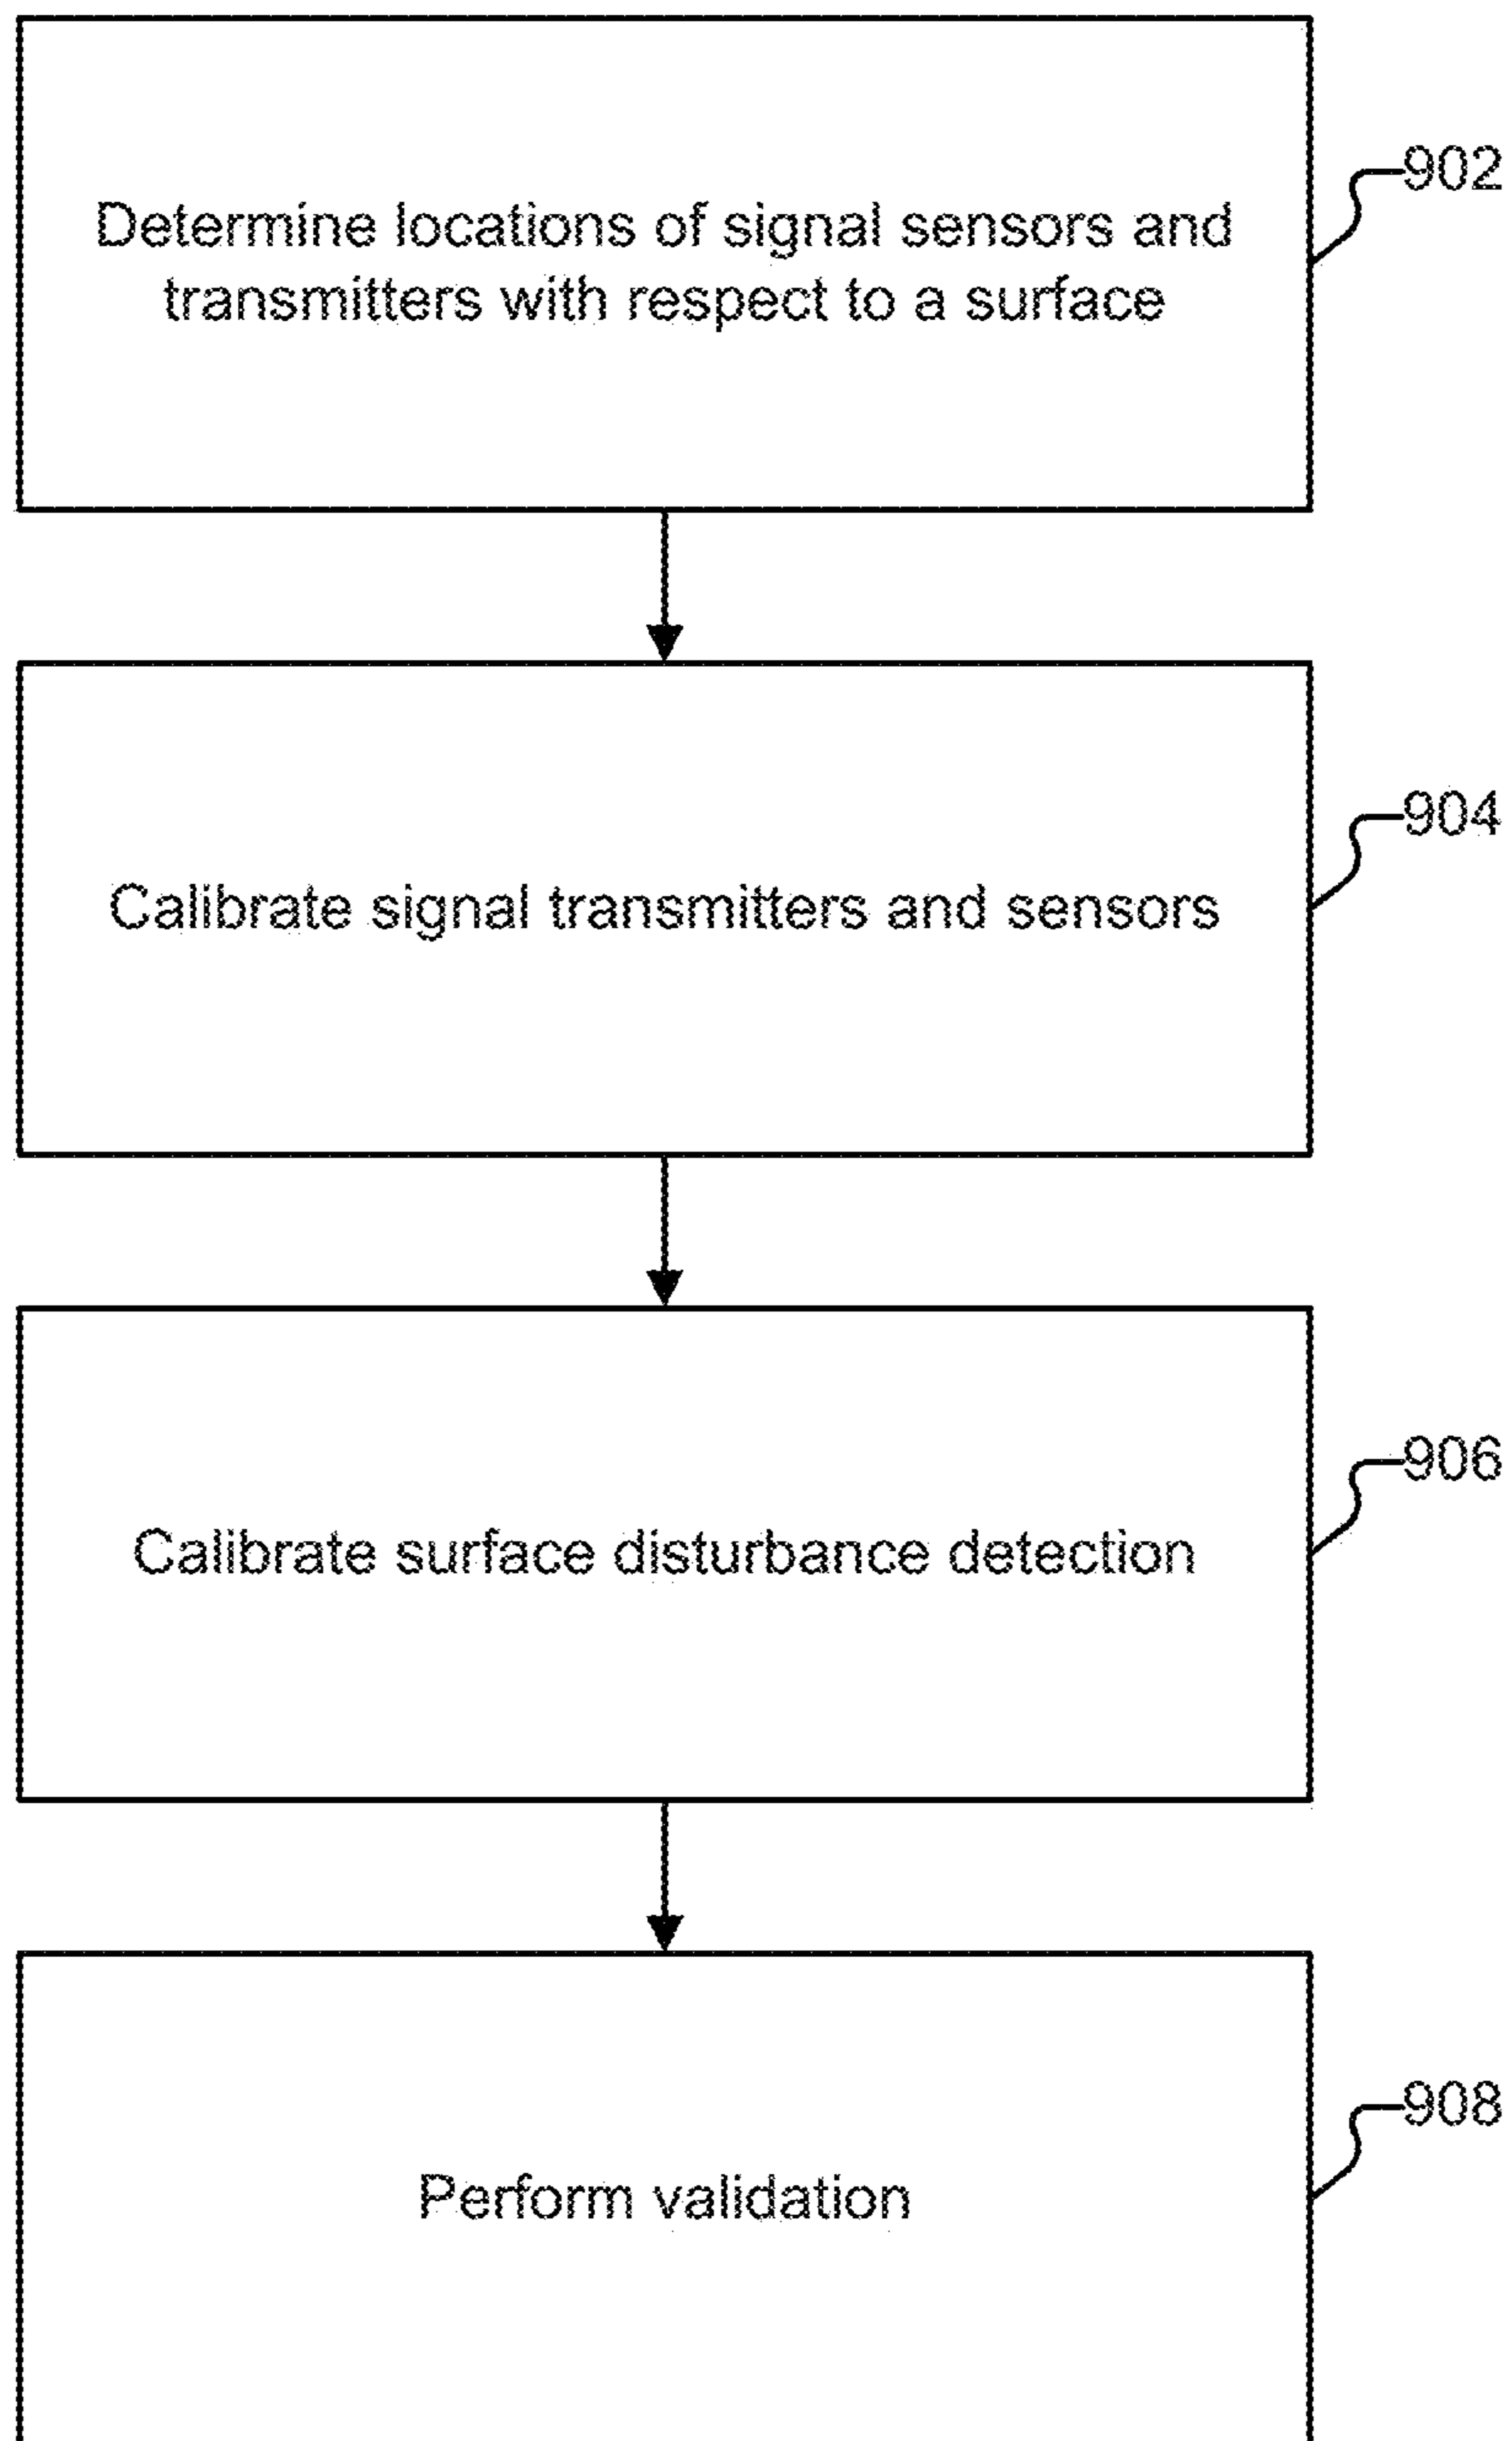 Determine locations of signal sensors and
transmitters with respect to a surface
902
Calibrate signal transmitters and sensors
904
Calibrate surface disturbance detection
906
Perform validation
908